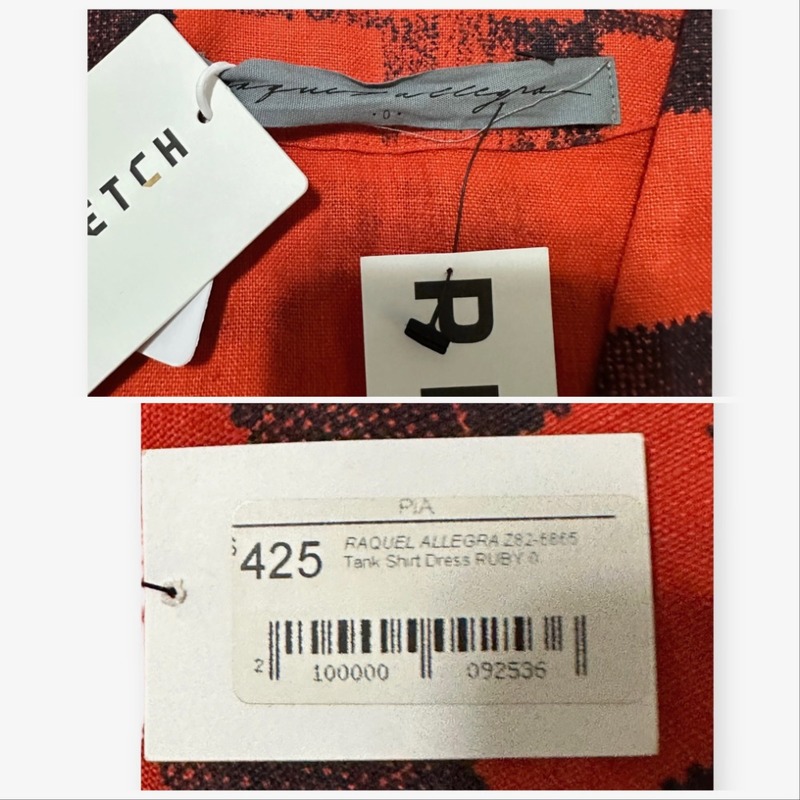 ETCH
raquel allegra
·0·
R
PIA
$425
RAQUEL ALLEGRA Z82-6865
Tank Shirt Dress RUBY 0
2 100000 092536